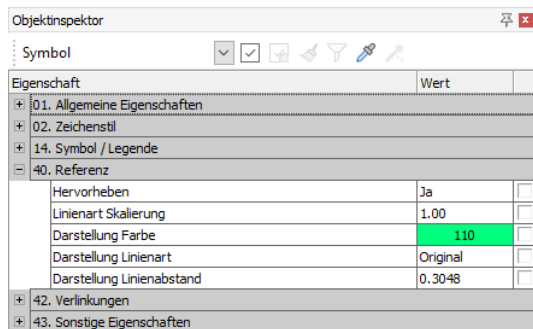 Objektinspektor
Symbol
Eigenschaft Wert
01. Allgemeine Eigenschaften
02. Zeichenstil
14. Symbol / Legende
40. Referenz
Hervorheben Ja
Linienart Skalierung 1.00
Darstellung Farbe 110
Darstellung Linienart Original
Darstellung Linienabstand 0.3048
42. Verlinkungen
43. Sonstige Eigenschaften